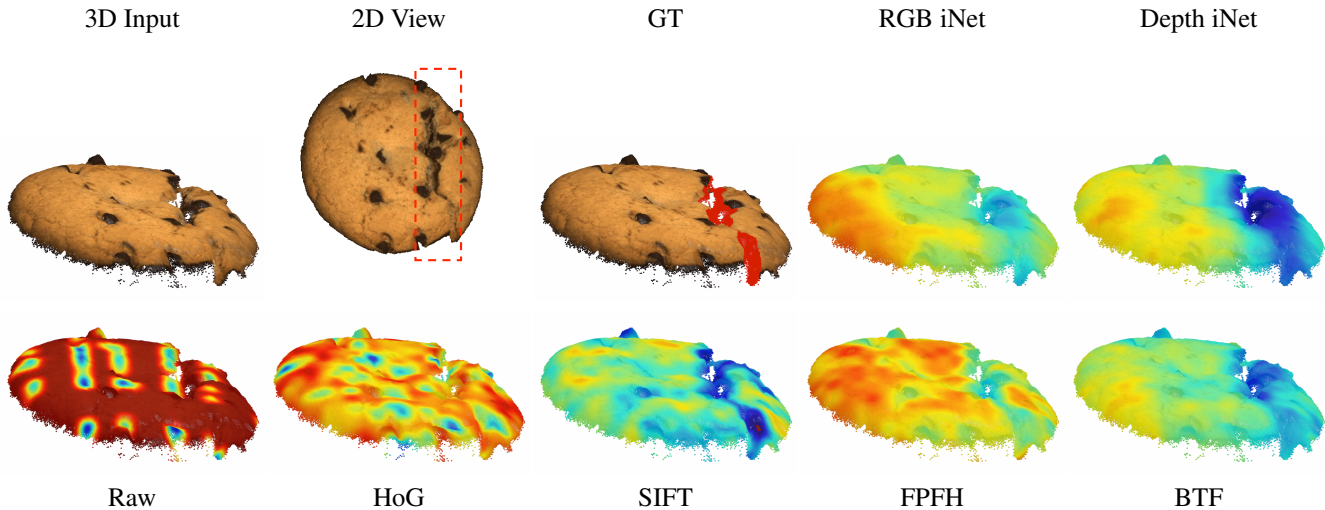 3D Input 2D View GT RGB iNet Depth iNet
Raw HoG SIFT FPFH BTF